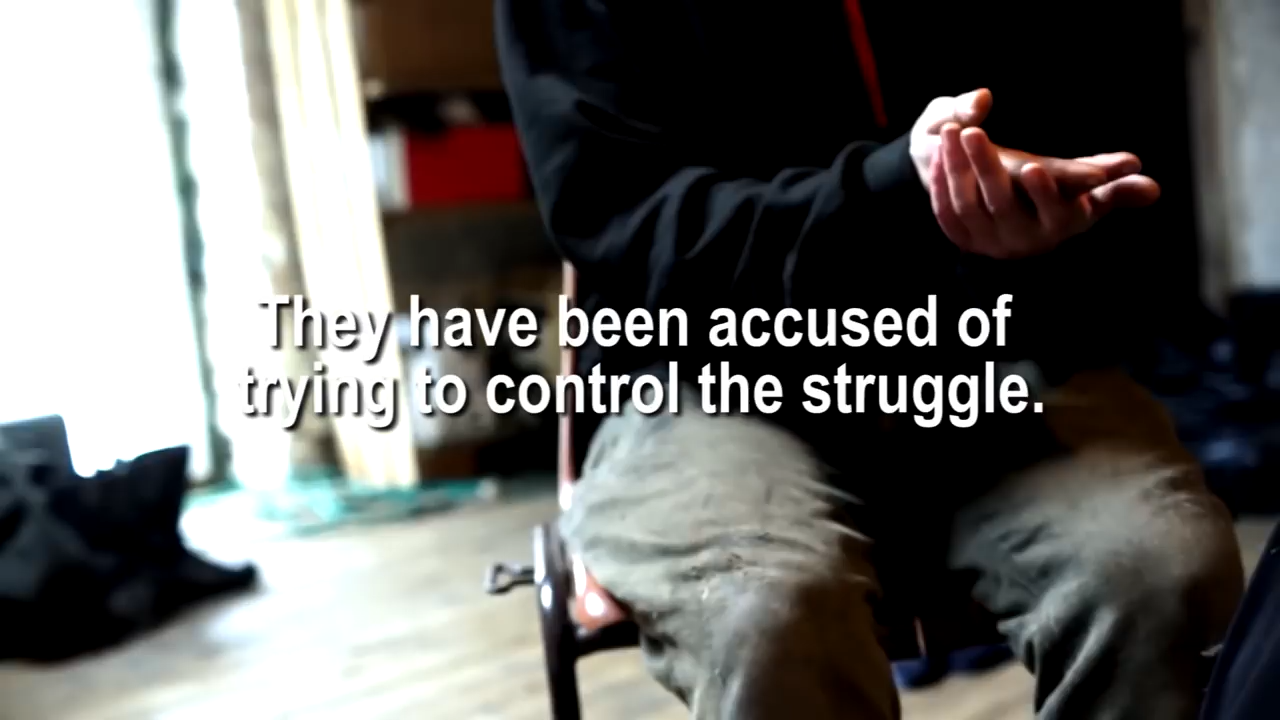 They have been accused of
trying to control the struggle.